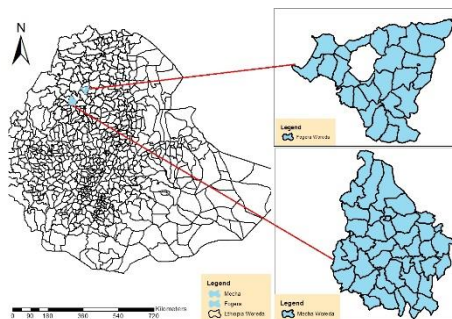 N
Legend
Fogera Woreda
Legend
Mecha
Fogera
Ethiopia Woreda
Kilometers
0 90 180 360 540 720
Legend
Mecha Woreda